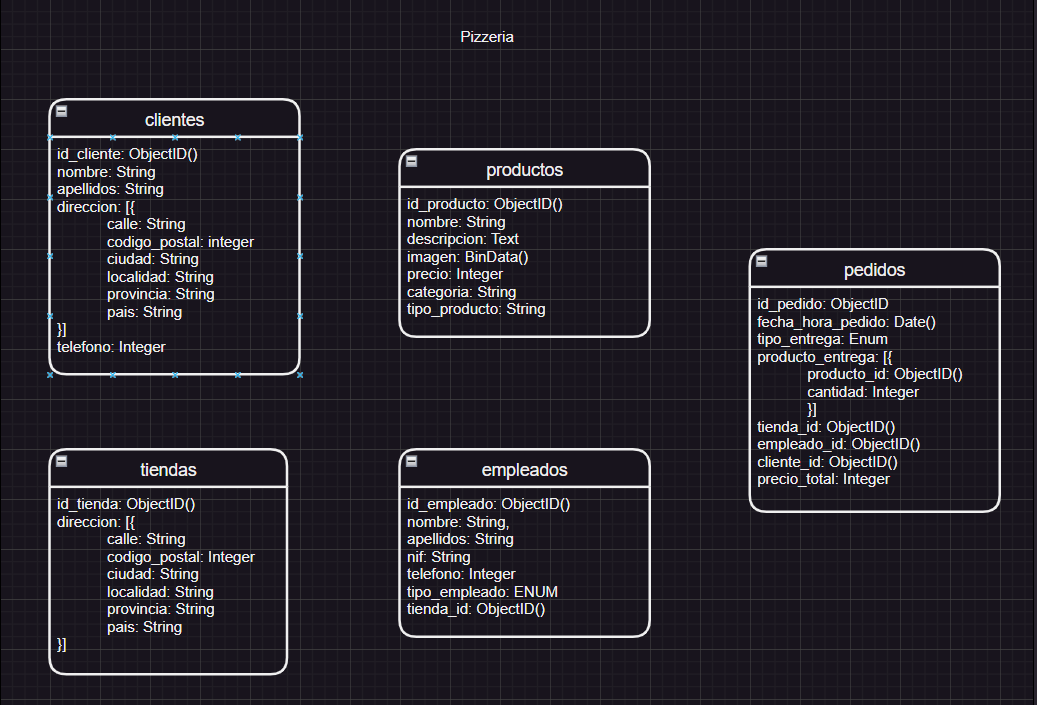 Pizzeria
clientes
id_cliente: ObjectID()
nombre: String
apellidos: String
direccion: [{
calle: String
codigo_postal: integer
ciudad: String
localidad: String
provincia: String
pais: String
}]
telefono: Integer
productos
id_producto: ObjectID()
nombre: String
descripcion: Text
imagen: BinData()
precio: Integer
categoria: String
tipo_producto: String
pedidos
id_pedido: ObjectID
fecha_hora_pedido: Date()
tipo_entrega: Enum
producto_entrega: [{
producto_id: ObjectID()
cantidad: Integer
}]
tienda_id: ObjectID()
empleado_id: ObjectID()
cliente_id: ObjectID()
precio_total: Integer
tiendas
id_tienda: ObjectID()
direccion: [{
calle: String
codigo_postal: Integer
ciudad: String
localidad: String
provincia: String
pais: String
}]
empleados
id_empleado: ObjectID()
nombre: String,
apellidos: String
nif: String
telefono: Integer
tipo_empleado: ENUM
tienda_id: ObjectID()